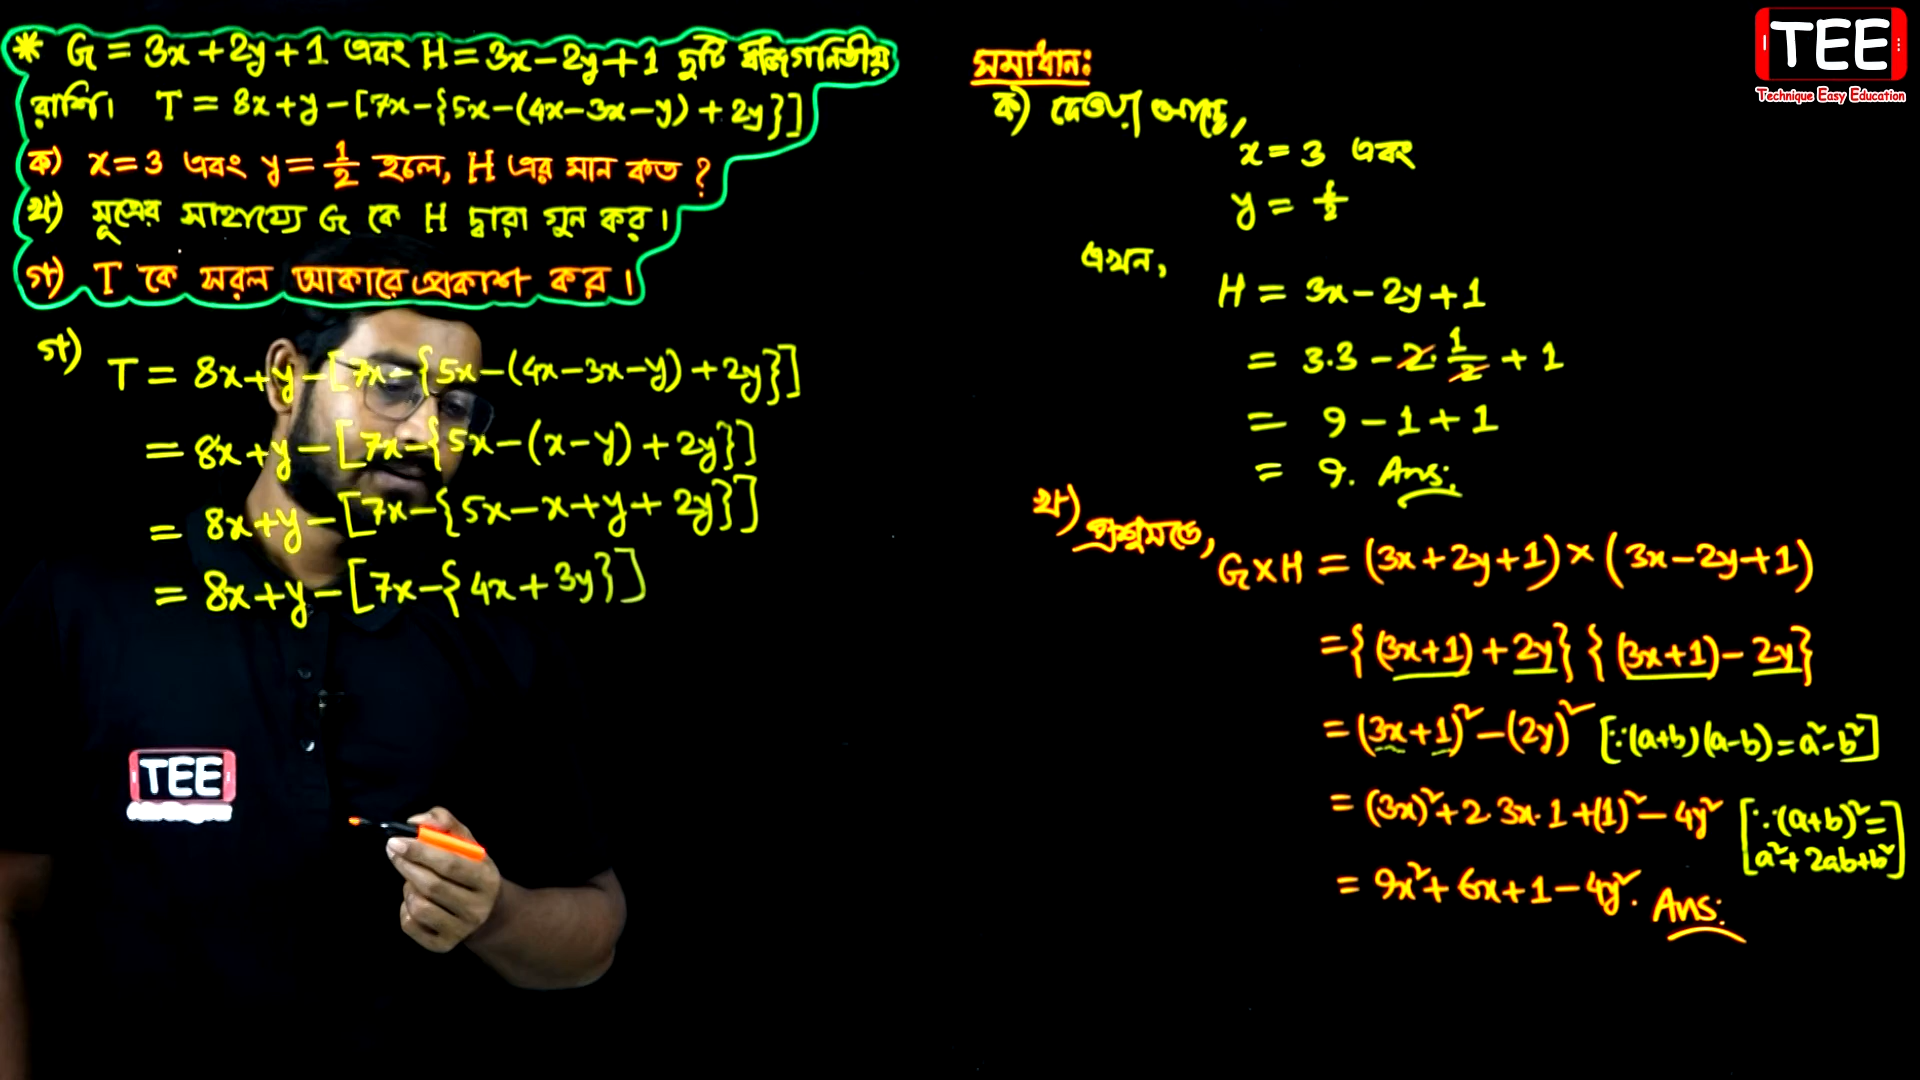 * G = 3x + 2y + 1 এবং H = 3x - 2y + 1 দুটি বীজগনিতীয়
রাশি। T = 8x + y - [7x - {5x - (4x - 3x - y) + 2y}]
ক) x = 3 এবং y = 1/2 হলে, H এর মান কত ?
খ) সূত্রের সাহায্যে G কে H দ্বারা গুন কর।
গ) T কে সরল আকারে প্রকাশ কর।
গ) T = 8x + y - [7x - {5x - (4x - 3x - y) + 2y}]
= 8x + y - [7x - {5x - (x - y) + 2y}]
= 8x + y - [7x - {5x - x + y + 2y}]
= 8x + y - [7x - {4x + 3y}]
TEE
সমাধান:
ক) দেওয়া আছে,
x = 3 এবং
y = 1/2
এখন,
H = 3x - 2y + 1
= 3.3 - 2. 1/2 + 1
= 9 - 1 + 1
= 9. Ans:
খ) প্রশ্নমতে, G x H = (3x + 2y + 1) × (3x - 2y + 1)
= {(3x + 1) + 2y} {(3x + 1) - 2y}
= (3x + 1)² - (2y)² [∵ (a+b) (a-b) = a² - b²]
= (3x)² + 2. 3x. 1 + (1)² - 4y² [∵ (a+b)² =
a² + 2ab + b²]
= 9x² + 6x + 1 - 4y². Ans:
TEE
Technique Easy Education